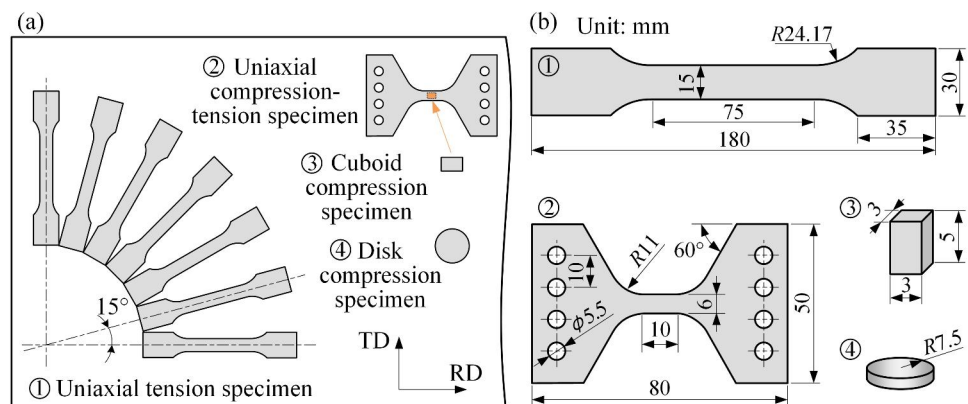 (a)
② Uniaxial
compression-
tension specimen
③ Cuboid
compression
specimen
④ Disk
compression
specimen
15°
TD
RD
① Uniaxial tension specimen
(b)
Unit: mm
R24.17
①
15
30
75
35
180
②
60°
R11
10
6
50
ϕ5.5
10
80
③
3
5
3
④
R7.5